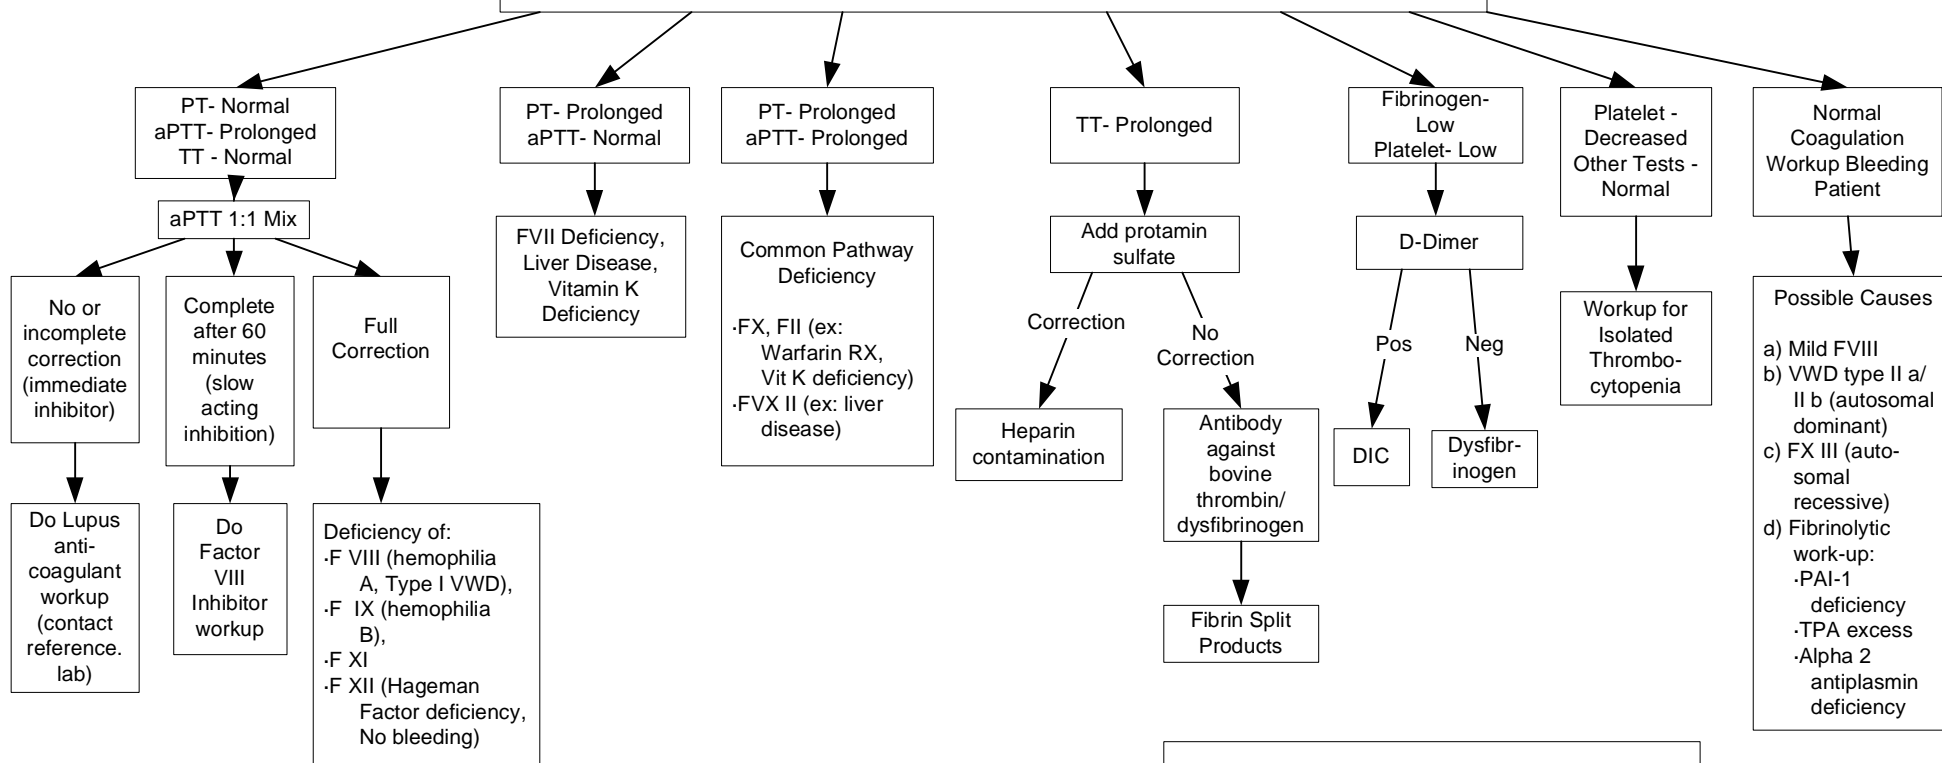 PT- Normal
aPTT- Prolonged
TT - Normal
aPTT 1:1 Mix
No or
incomplete
correction
(immediate
inhibitor)
Complete
after 60
minutes
(slow
acting
inhibition)
Full
Correction
Do Lupus
anti-
coagulant
workup
(contact
reference.
lab)
Do
Factor
VIII
Inhibitor
workup
Deficiency of:
·F VIII (hemophilia
A, Type I VWD),
·F  IX (hemophilia
B),
·F XI
·F XII (Hageman
Factor deficiency,
No bleeding)
PT- Prolonged
aPTT- Normal
FVII Deficiency,
Liver Disease,
Vitamin K
Deficiency
PT- Prolonged
aPTT- Prolonged
Common Pathway
Deficiency
·FX, FII (ex:
Warfarin RX,
Vit K deficiency)
·FVX II (ex: liver
disease)
TT- Prolonged
Add protamin
sulfate
Correction
No
Correction
Heparin
contamination
Antibody
against
bovine
thrombin/
dysfibrinogen
Fibrin Split
Products
Fibrinogen-
Low
Platelet- Low
D-Dimer
Pos
Neg
DIC
Dysfibr-
inogen
Platelet -
Decreased
Other Tests -
Normal
Workup for
Isolated
Thrombo-
cytopenia
Normal
Coagulation
Workup Bleeding
Patient
Possible Causes
a) Mild FVIII
b) VWD type II a/
II b (autosomal
dominant)
c) FX III (auto-
somal
recessive)
d) Fibrinolytic
work-up:
·PAI-1
deficiency
·TPA excess
·Alpha 2
antiplasmin
deficiency